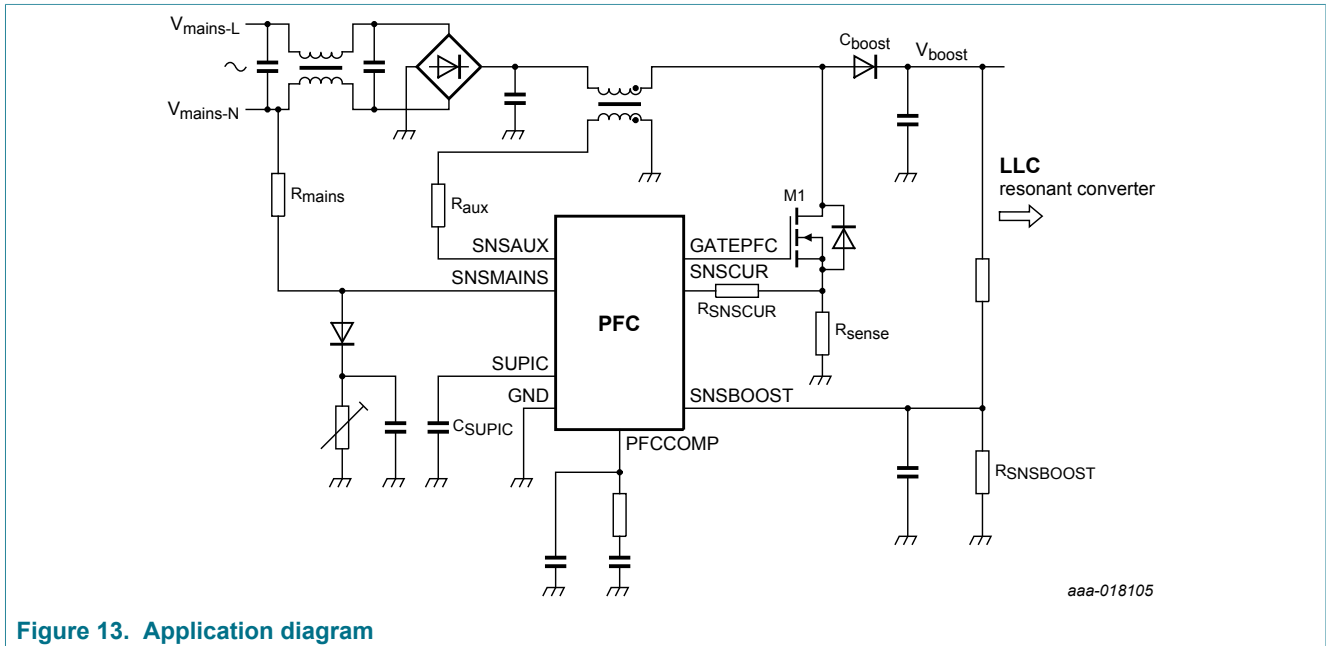 Vmains-L
Cboost
Vboost
Vmains-N
LLC
resonant converter
Rmains
M1
Raux
SNSAUX
GATEPFC
SNSMAINS
SNSCUR
RSNSCUR
PFC
Rsense
SUPIC
GND
SNSBOOST
CSUPIC
PFCCOMP
RSNSBOOST
aaa-018105
Figure 13. Application diagram